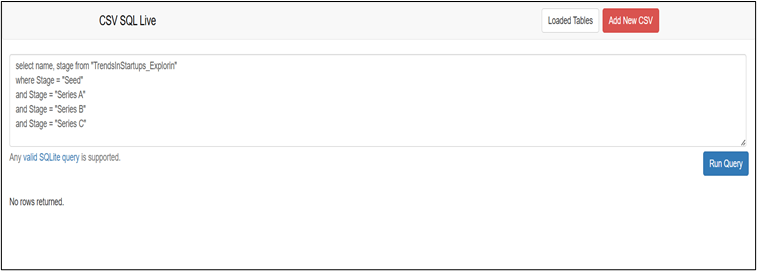 CSV SQL Live
Loaded Tables
Add New CSV
select name, stage from "TrendsInStartups_Explorin"
where Stage = "Seed"
and Stage = "Series A"
and Stage = "Series B"
and Stage = "Series C"
Any valid SQLite query is supported.
Run Query
No rows returned.